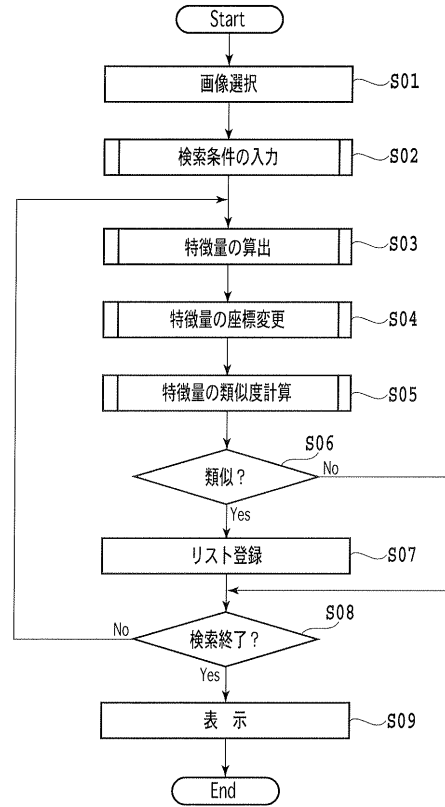 Start
画像選択
S01
検索条件の入力
S02
特徴量の算出
S03
特徴量の座標変更
S04
特徴量の類似度計算
S05
S06
類似？
No
Yes
リスト登録
S07
S08
検索終了？
No
Yes
表 示
S09
End